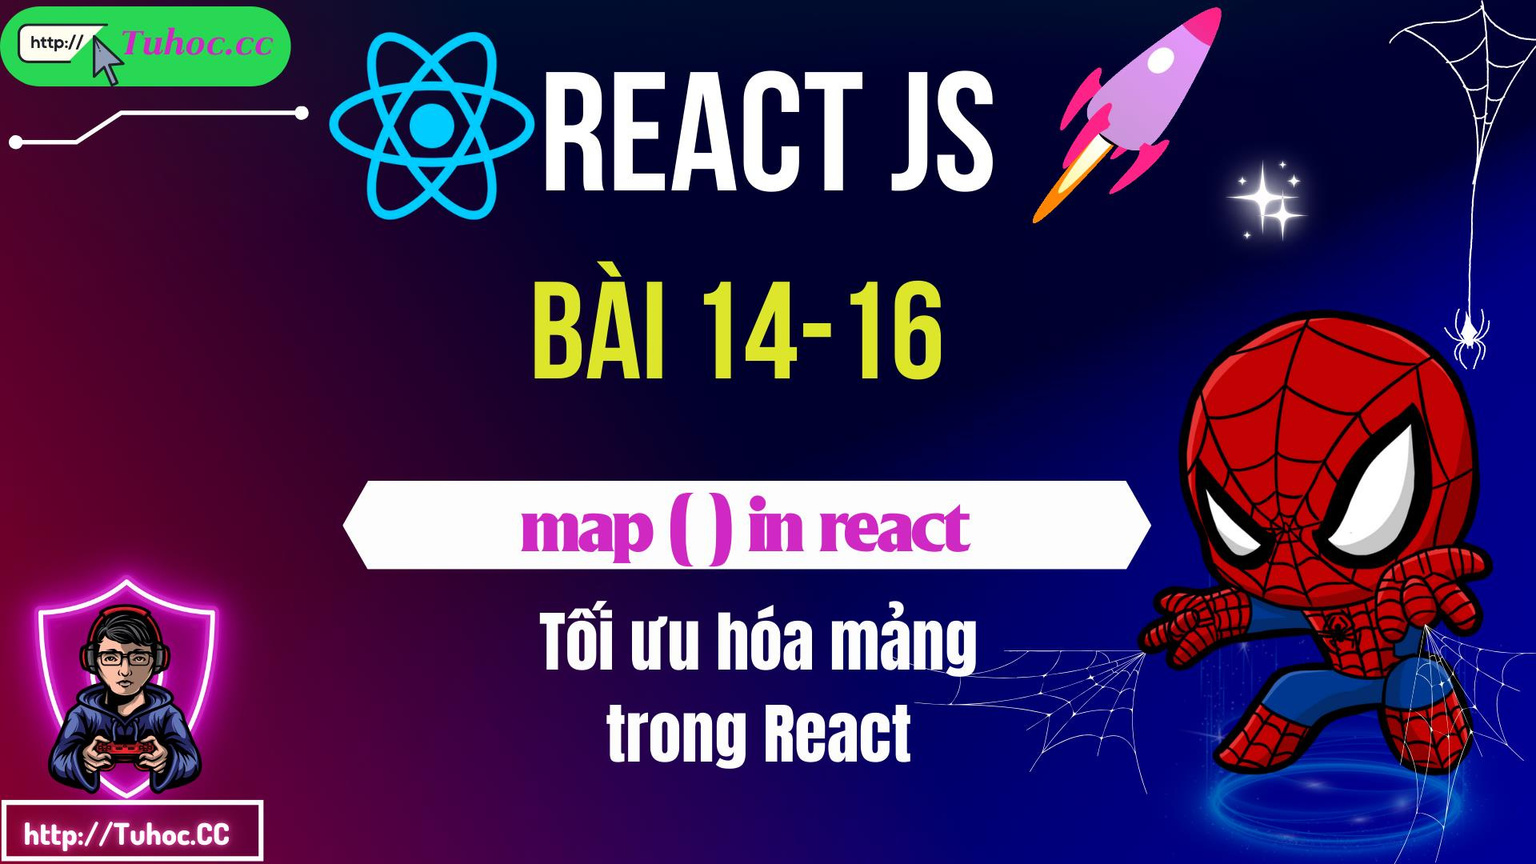 http://
Tuhoc.cc
REACT JS
BÀI 14-16
map ( ) in react
Tối ưu hóa mảng
trong React
http://Tuhoc.CC